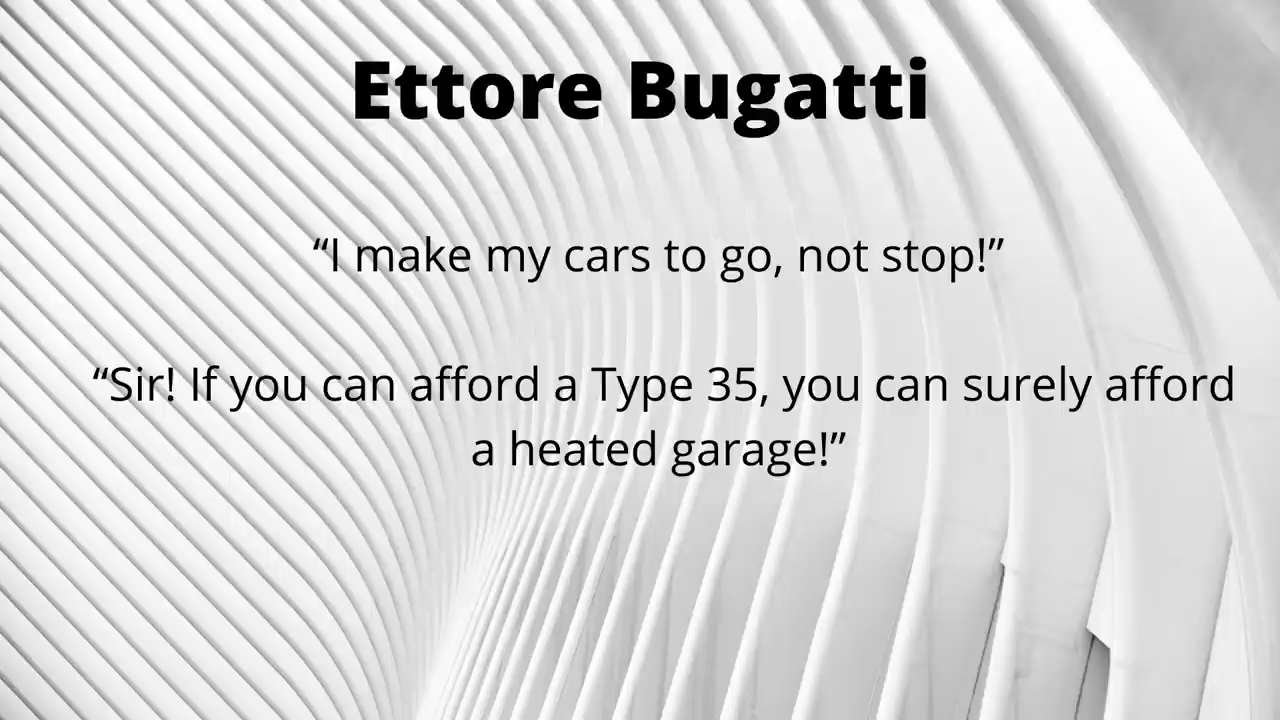 Ettore Bugatti
“I make my cars to go, not stop!”
“Sir! If you can afford a Type 35, you can surely afford
a heated garage!”